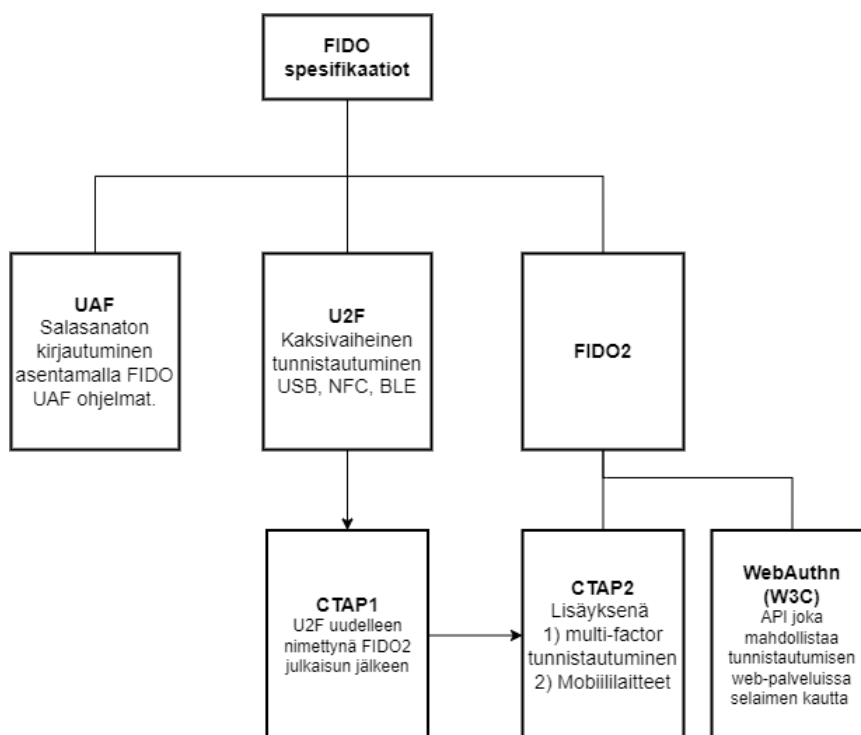 FIDO
spesifikaatiot
UAF
Salasanaton
kirjautuminen
asentamalla FIDO
UAF ohjelmat.
U2F
Kaksivaiheinen
tunnistautuminen
USB, NFC, BLE
FIDO2
CTAP1
U2F uudelleen
nimettynä FIDO2
julkaisun jälkeen
CTAP2
Lisäyksenä
1) multi-factor
tunnistautuminen
2) Mobiililaitteet
WebAuthn
(W3C)
API joka
mahdollistaa
tunnistautumisen
web-palveluissa
selaimen kautta